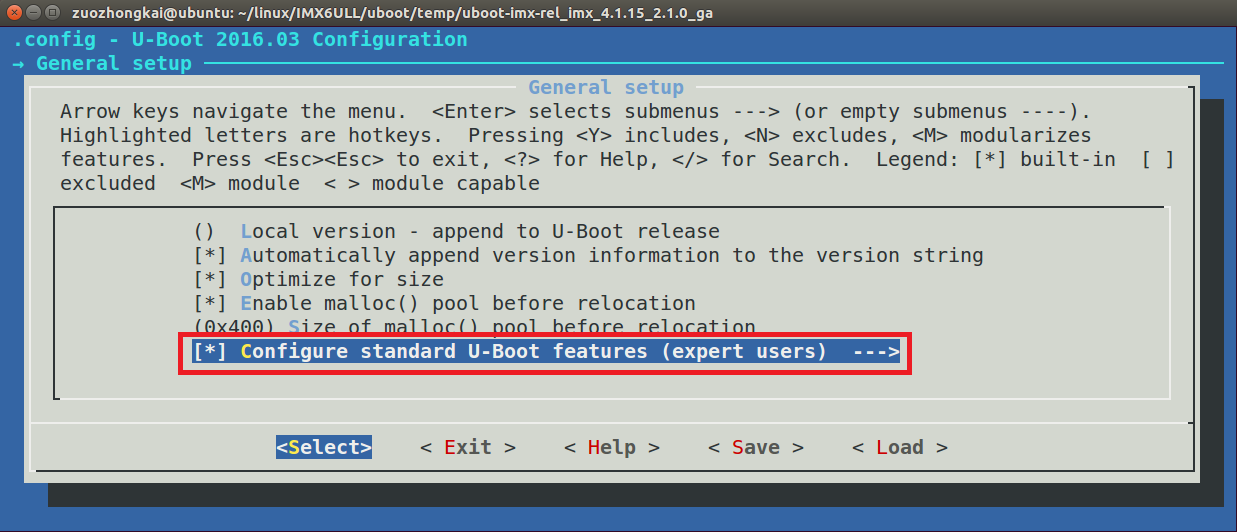 zuozhongkai@ubuntu: ~/linux/IMX6ULL/uboot/temp/uboot-imx-rel_imx_4.1.15_2.1.0_ga
.config - U-Boot 2016.03 Configuration
→ General setup
General setup
Arrow keys navigate the menu.  <Enter> selects submenus ---> (or empty submenus ----).
Highlighted letters are hotkeys.  Pressing <Y> includes, <N> excludes, <M> modularizes
features.  Press <Esc><Esc> to exit, <?> for Help, </> for Search.  Legend: [*] built-in  [ ]
excluded  <M> module  < > module capable
()  Local version - append to U-Boot release
[*] Automatically append version information to the version string
[*] Optimize for size
[*] Enable malloc() pool before relocation
(0x400) Size of malloc() pool before relocation
[*] Configure standard U-Boot features (expert users)  --->
<Select>    < Exit >    < Help >    < Save >    < Load >